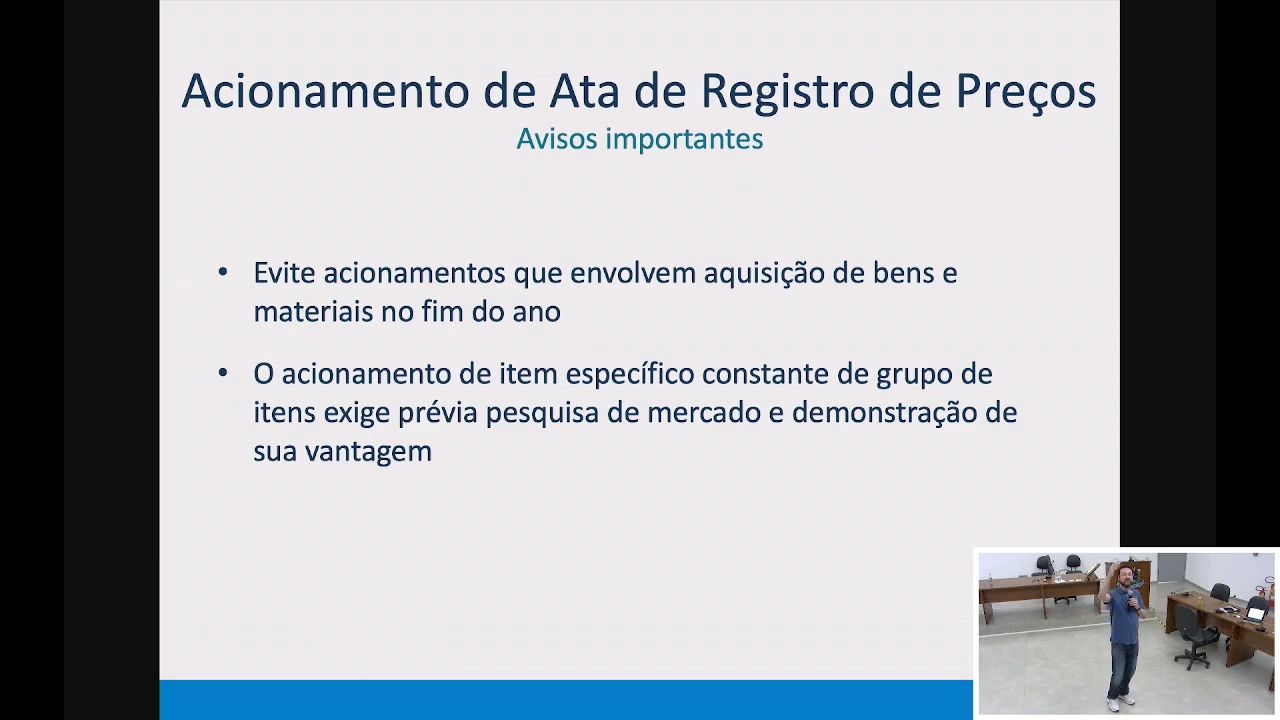 Acionamento de Ata de Registro de Preços
Avisos importantes
• Evite acionamentos que envolvem aquisição de bens e
materiais no fim do ano
• O acionamento de item específico constante de grupo de
itens exige prévia pesquisa de mercado e demonstração de
sua vantagem